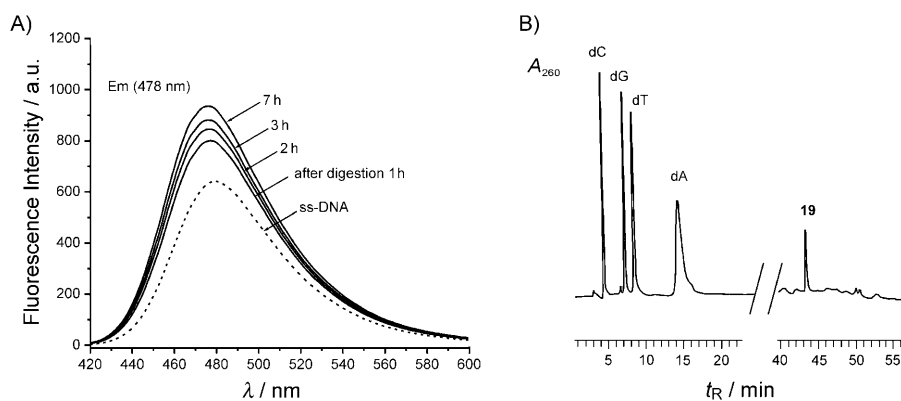 A)
Fluorescence Intensity / a.u.
1200
1000
800
600
400
200
0
Em (478 nm)
7 h
3 h
2 h
after digestion 1h
ss-DNA
420 440 460 480 500 520 540 560 580 600
λ / nm
B)
A260
dC
dG
dT
dA
19
5 10 15 20 40 45 50 55
tR / min